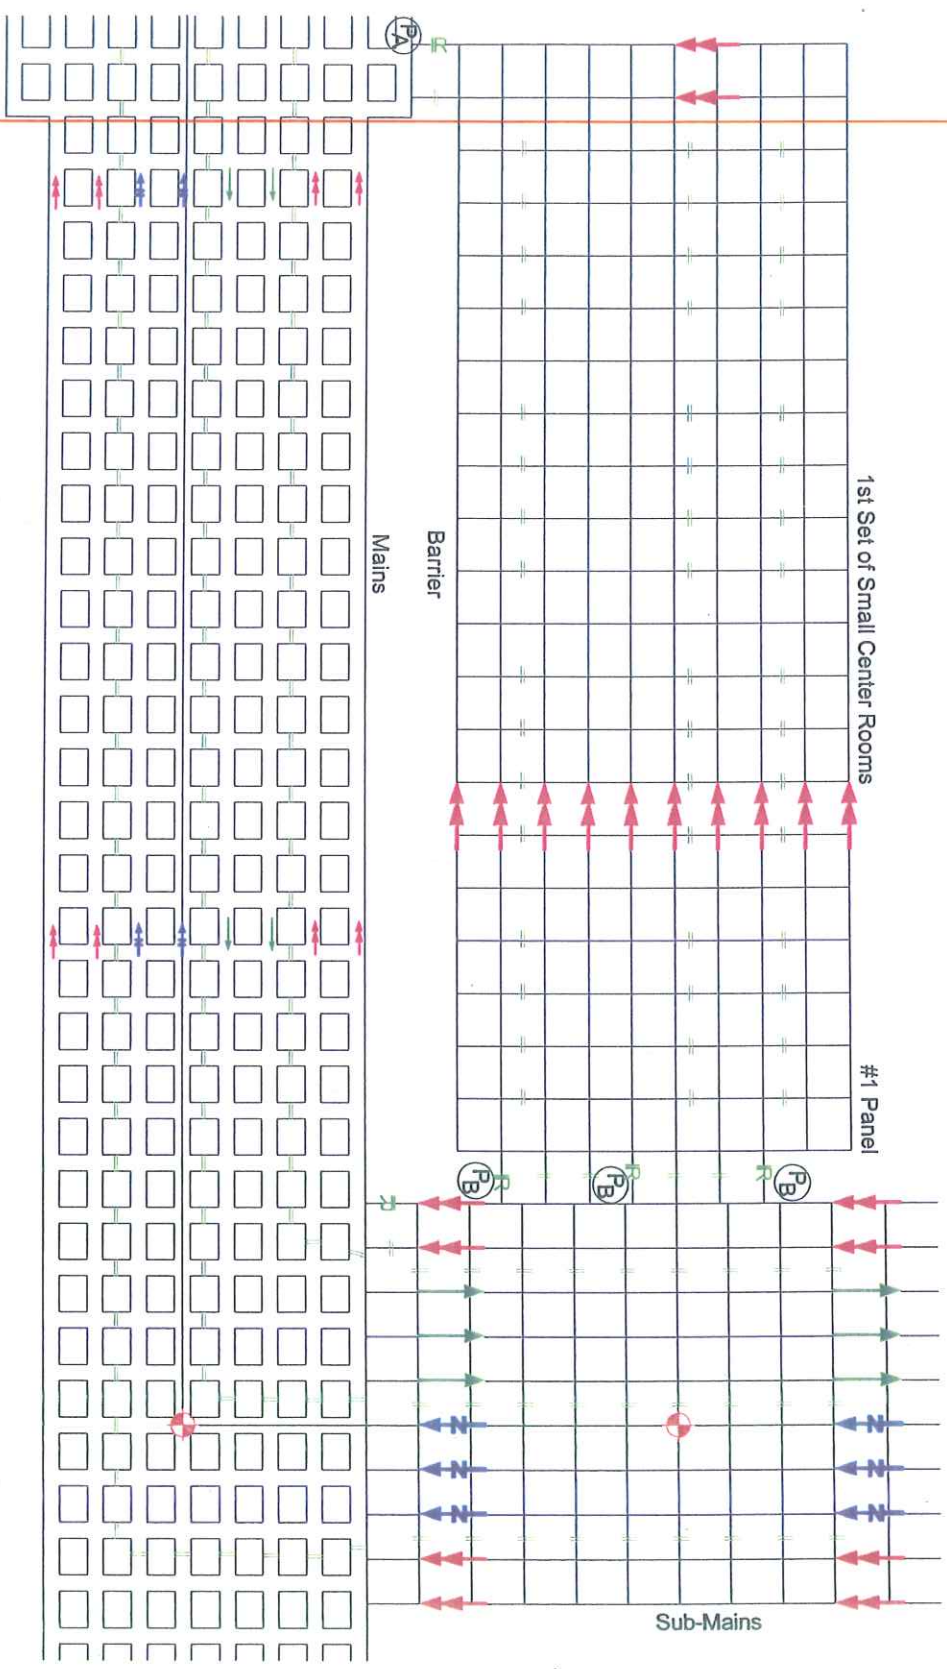 PA
R
1st Set of Small Center Rooms
Mains
Barrier
#1 Panel
PB
R
PB
R
R
PB
R
N
N
N
N
N
N
Sub-Mains